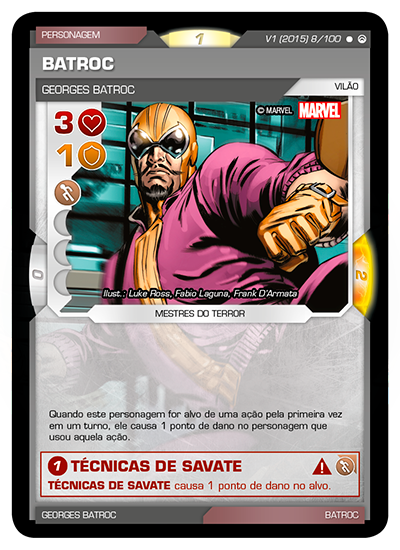 PERSONAGEM
1
V1 (2015) 8/100
BATROC
GEORGES BATROC
VILÃO
3
© MARVEL
MARVEL
1
0
2
Ilust.: Luke Ross, Fabio Laguna, Frank D'Armata
MESTRES DO TERROR
Quando este personagem for alvo de uma ação pela primeira vez
em um turno, ele causa 1 ponto de dano no personagem que
usou aquela ação.
1 TÉCNICAS DE SAVATE
TÉCNICAS DE SAVATE causa 1 ponto de dano no alvo.
GEORGES BATROC
BATROC